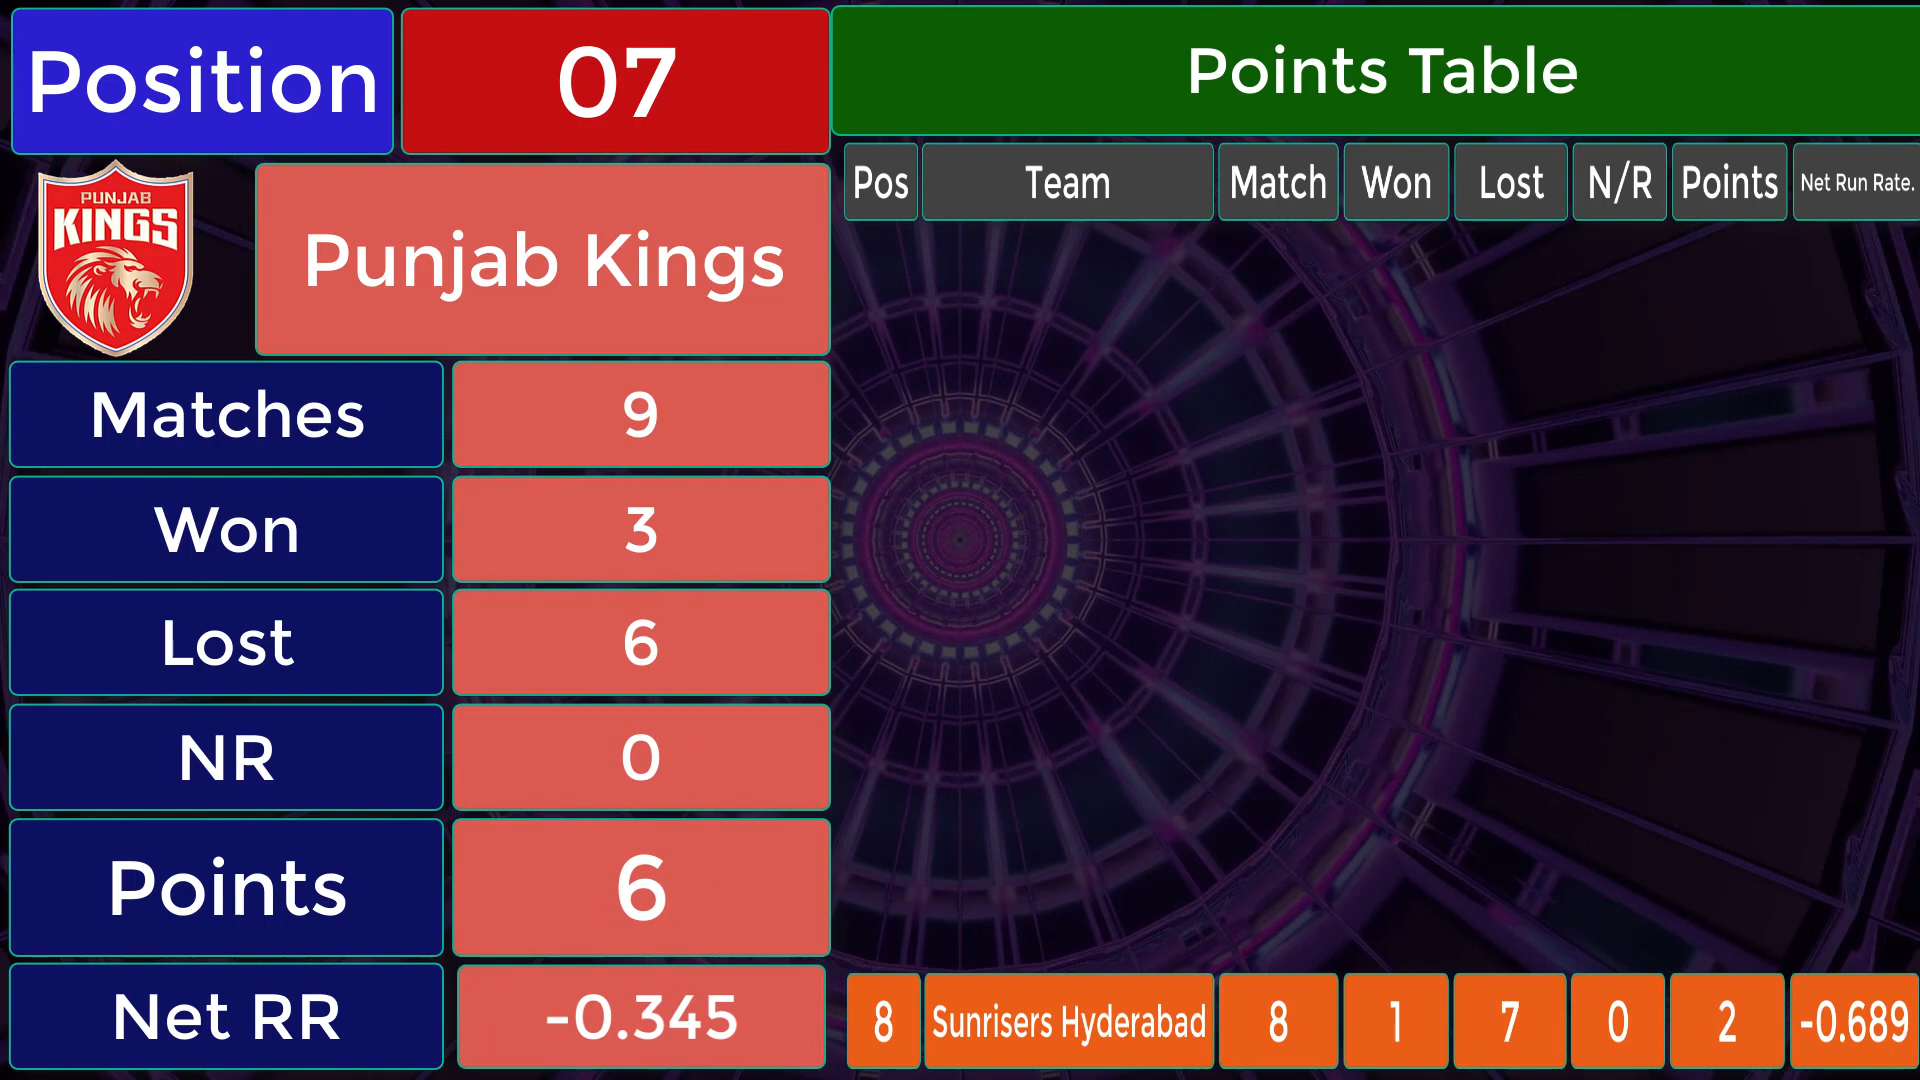 Position 07
PUNJAB
KINGS
Punjab Kings
Matches 9
Won 3
Lost 6
NR 0
Points 6
Net RR -0.345
Points Table
Pos Team Match Won Lost N/R Points Net Run Rate.
8 Sunrisers Hyderabad 8 1 7 0 2 -0.689